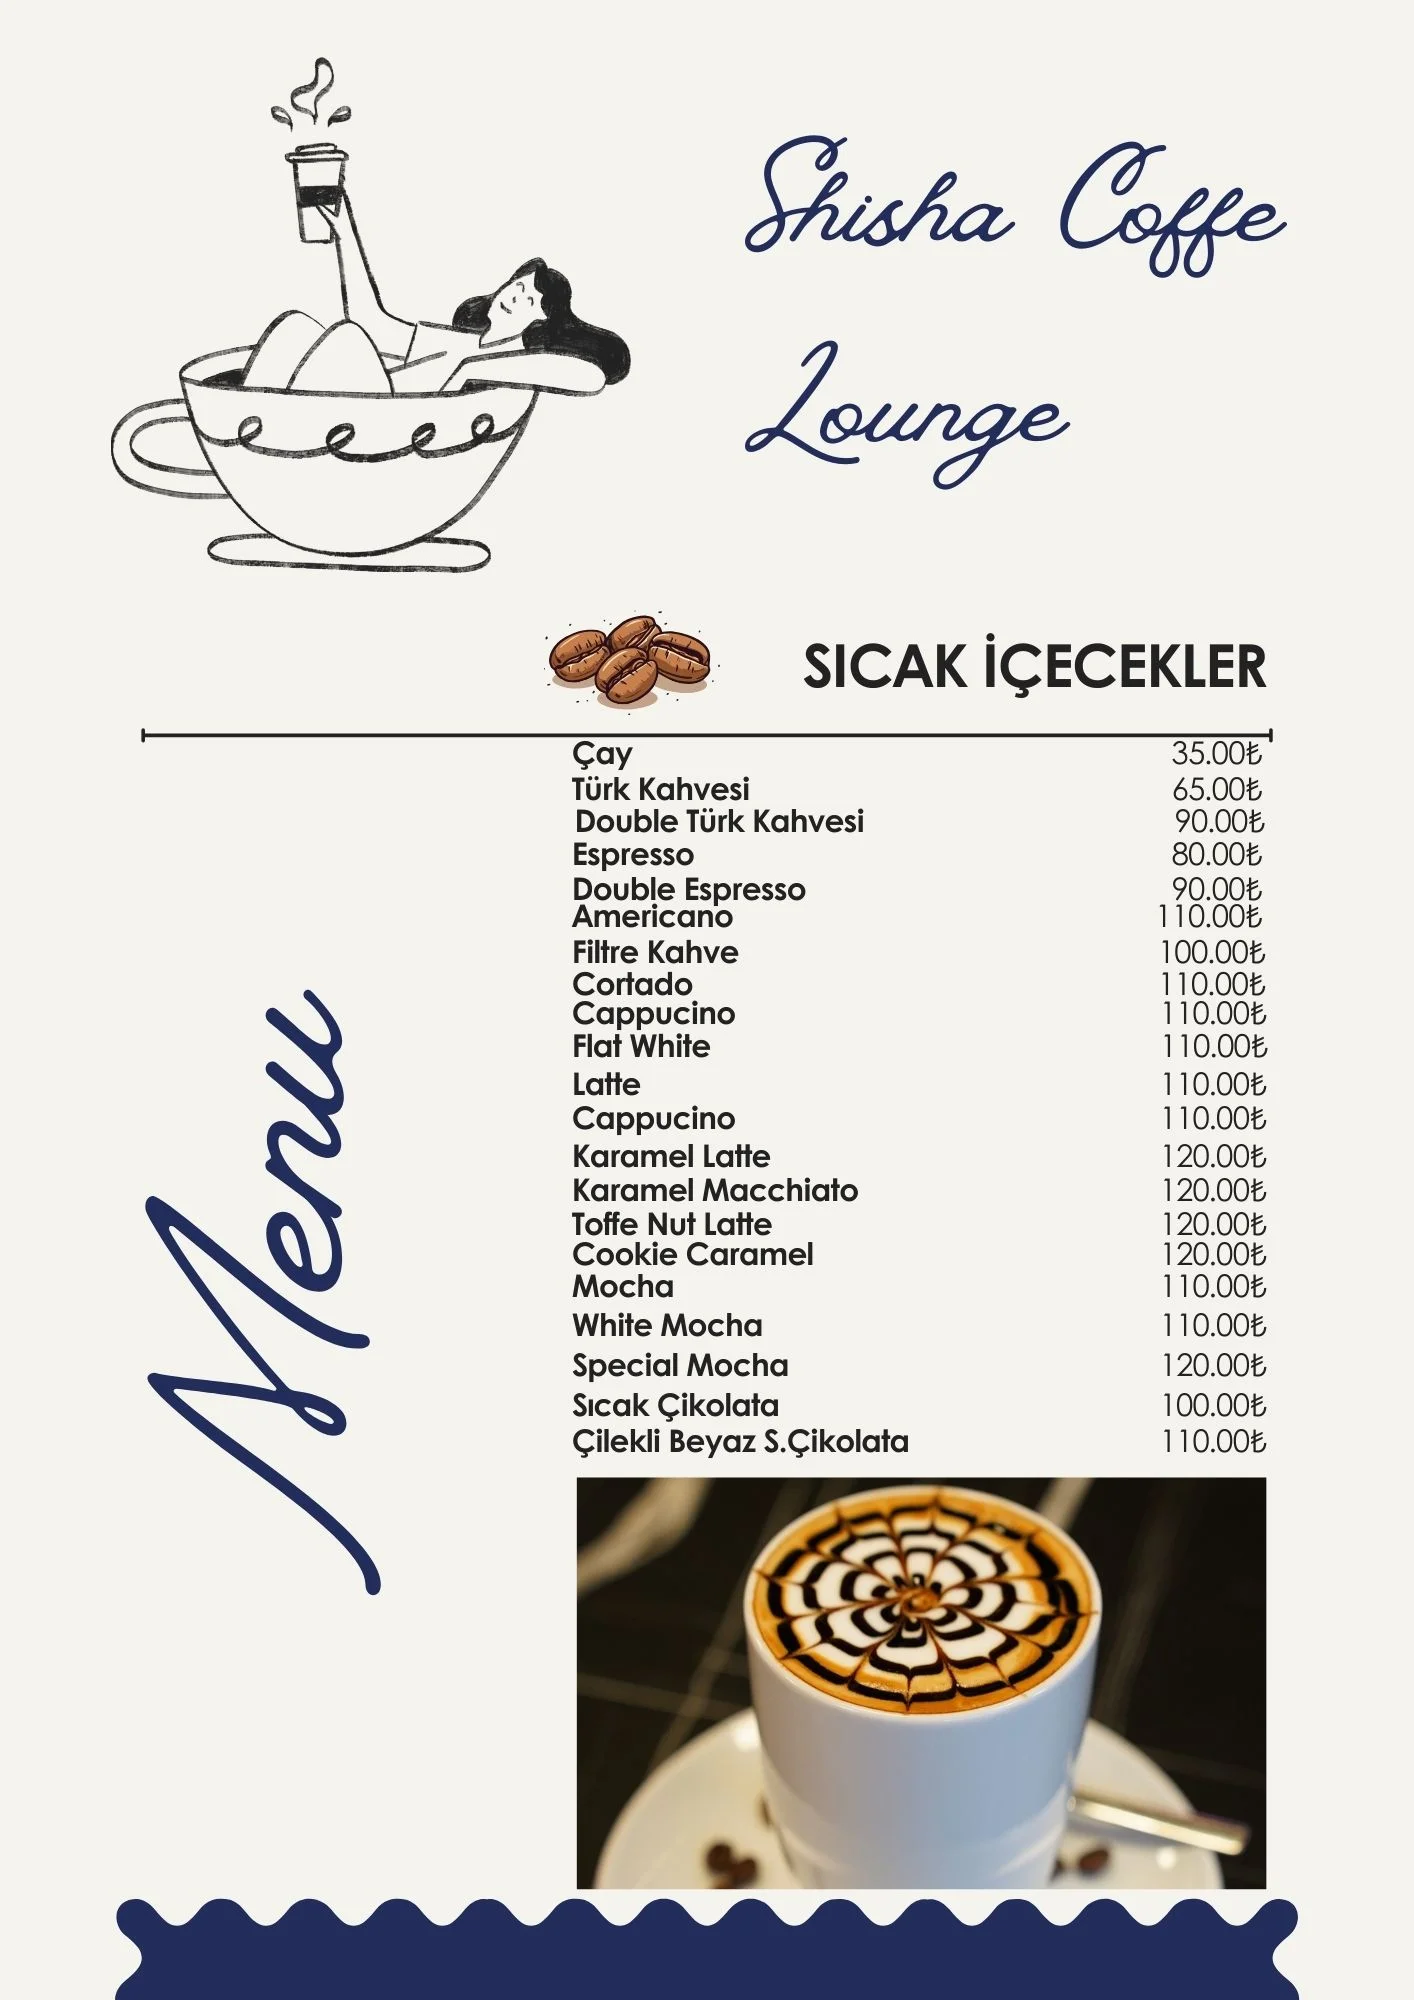 Shisha Coffe
Lounge
SICAK İÇECEKLER
Çay 35.00₺
Türk Kahvesi 65.00₺
Double Türk Kahvesi 90.00₺
Espresso 80.00₺
Double Espresso 90.00₺
Americano 110.00₺
Filtre Kahve 100.00₺
Cortado 110.00₺
Cappucino 110.00₺
Flat White 110.00₺
Latte 110.00₺
Cappucino 110.00₺
Karamel Latte 120.00₺
Karamel Macchiato 120.00₺
Toffe Nut Latte 120.00₺
Cookie Caramel 120.00₺
Mocha 110.00₺
White Mocha 110.00₺
Special Mocha 120.00₺
Sıcak Çikolata 100.00₺
Çilekli Beyaz S.Çikolata 110.00₺
Menu